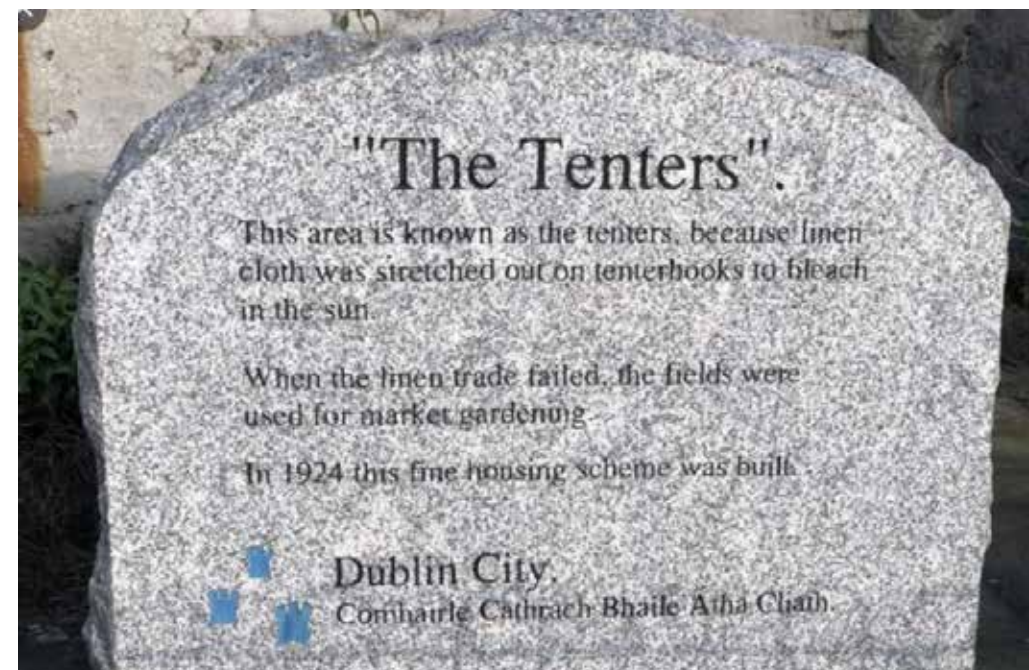 "The Tenters".
This area is known as the tenters, because linen
cloth was stretched out on tenterhooks to bleach
in the sun.
When the linen trade failed, the fields were
used for market gardening.
In 1924 this fine housing scheme was built.
Dublin City.
Comhairle Cathrach Bhaile Átha Cliath.